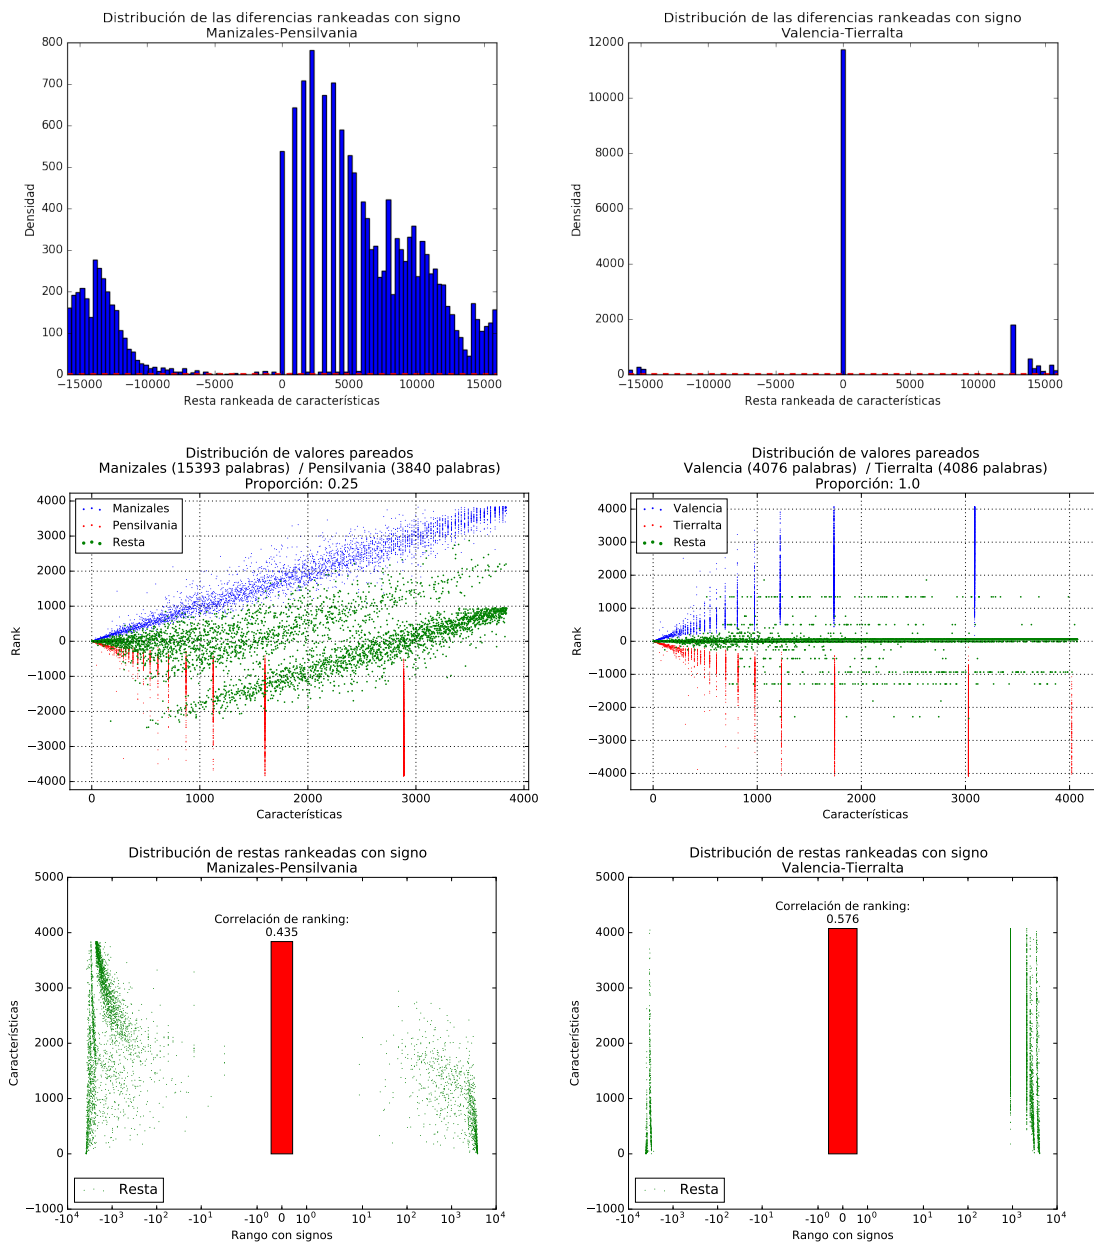 Distribución de las diferencias rankeadas con signo
Manizales-Pensilvania
800
700
600
500
400
300
200
100
0
Densidad
−15000 −10000 −5000 0 5000 10000 15000
Resta rankeada de características
Distribución de las diferencias rankeadas con signo
Valencia-Tierralta
12000
10000
8000
6000
4000
2000
0
Densidad
−15000 −10000 −5000 0 5000 10000 15000
Resta rankeada de características
Distribución de valores pareados
Manizales (15393 palabras) / Pensilvania (3840 palabras)
Proporción: 0.25
4000
3000
2000
1000
0
−1000
−2000
−3000
−4000
Rank
Manizales
Pensilvania
Resta
0 1000 2000 3000 4000
Características
Distribución de valores pareados
Valencia (4076 palabras) / Tierralta (4086 palabras)
Proporción: 1.0
4000
3000
2000
1000
0
−1000
−2000
−3000
−4000
Rank
Valencia
Tierralta
Resta
0 1000 2000 3000 4000
Características
Distribución de restas rankeadas con signo
Manizales-Pensilvania
5000
4000
3000
2000
1000
0
−1000
Características
Correlación de ranking:
0.435
Resta
-10⁴ -10³ -10² -10¹ -10⁰ 0 10⁰ 10¹ 10² 10³ 10⁴
Rango con signos
Distribución de restas rankeadas con signo
Valencia-Tierralta
5000
4000
3000
2000
1000
0
−1000
Características
Correlación de ranking:
0.576
Resta
-10⁴ -10³ -10² -10¹ -10⁰ 0 10⁰ 10¹ 10² 10³ 10⁴
Rango con signos